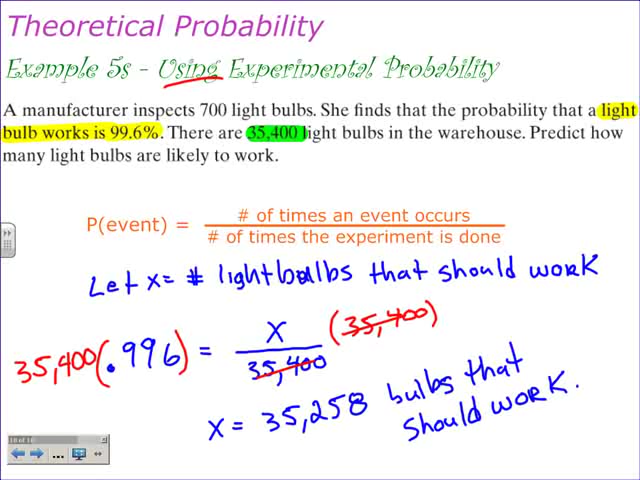 Theoretical Probability
Example 5s - Using Experimental Probability
A manufacturer inspects 700 light bulbs. She finds that the probability that a light
bulb works is 99.6%. There are 35,400 light bulbs in the warehouse. Predict how
many light bulbs are likely to work.
P(event) = # of times an event occurs
# of times the experiment is done
Let x = # lightbulbs that should work
35,400(.996) = x (35,400)
35,400
x = 35,258 bulbs that
should work.
18 of 18